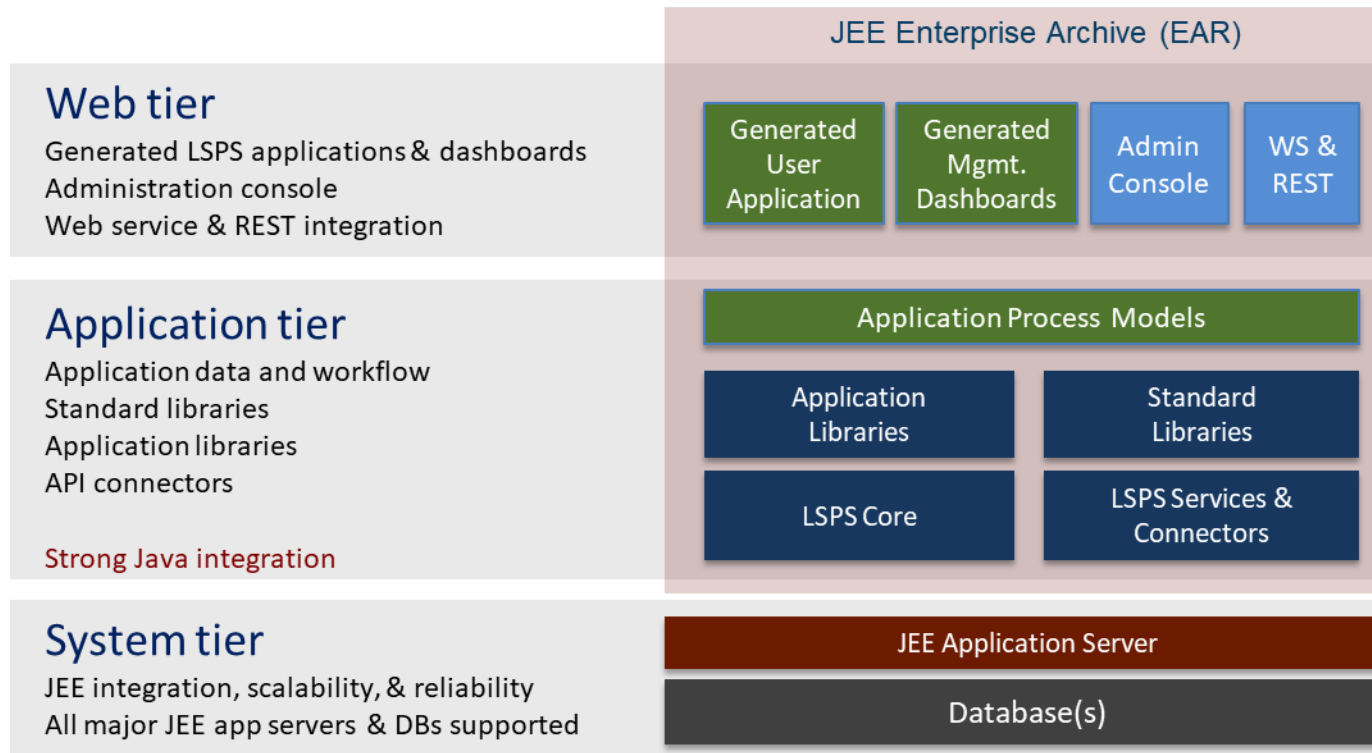 JEE Enterprise Archive (EAR)
Web tier
Generated LSPS applications & dashboards
Administration console
Web service & REST integration
Generated
User
Application
Generated
Mgmt.
Dashboards
Admin
Console
WS &
REST
Application tier
Application data and workflow
Standard libraries
Application libraries
API connectors
Strong Java integration
Application Process Models
Application
Libraries
Standard
Libraries
LSPS Core
LSPS Services &
Connectors
System tier
JEE integration, scalability, & reliability
All major JEE app servers & DBs supported
JEE Application Server
Database(s)